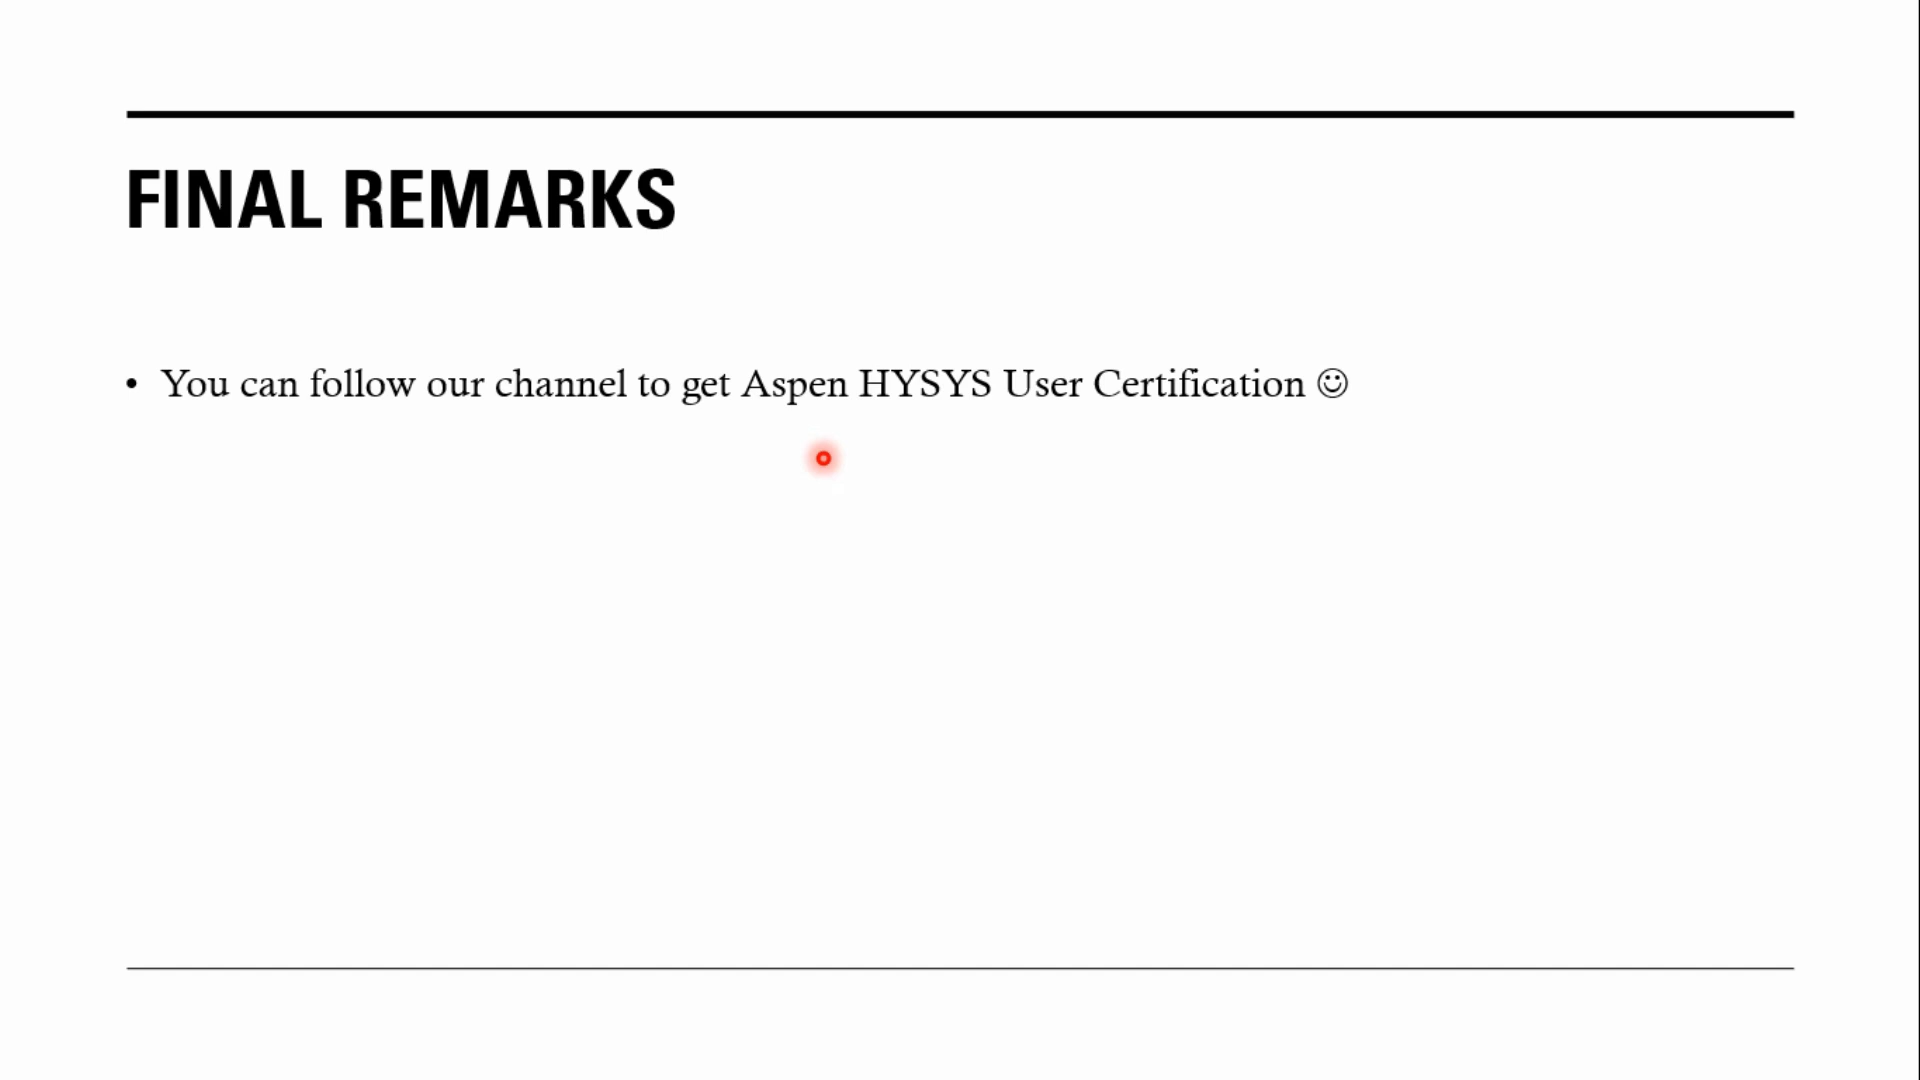 FINAL REMARKS
• You can follow our channel to get Aspen HYSYS User Certification ☺